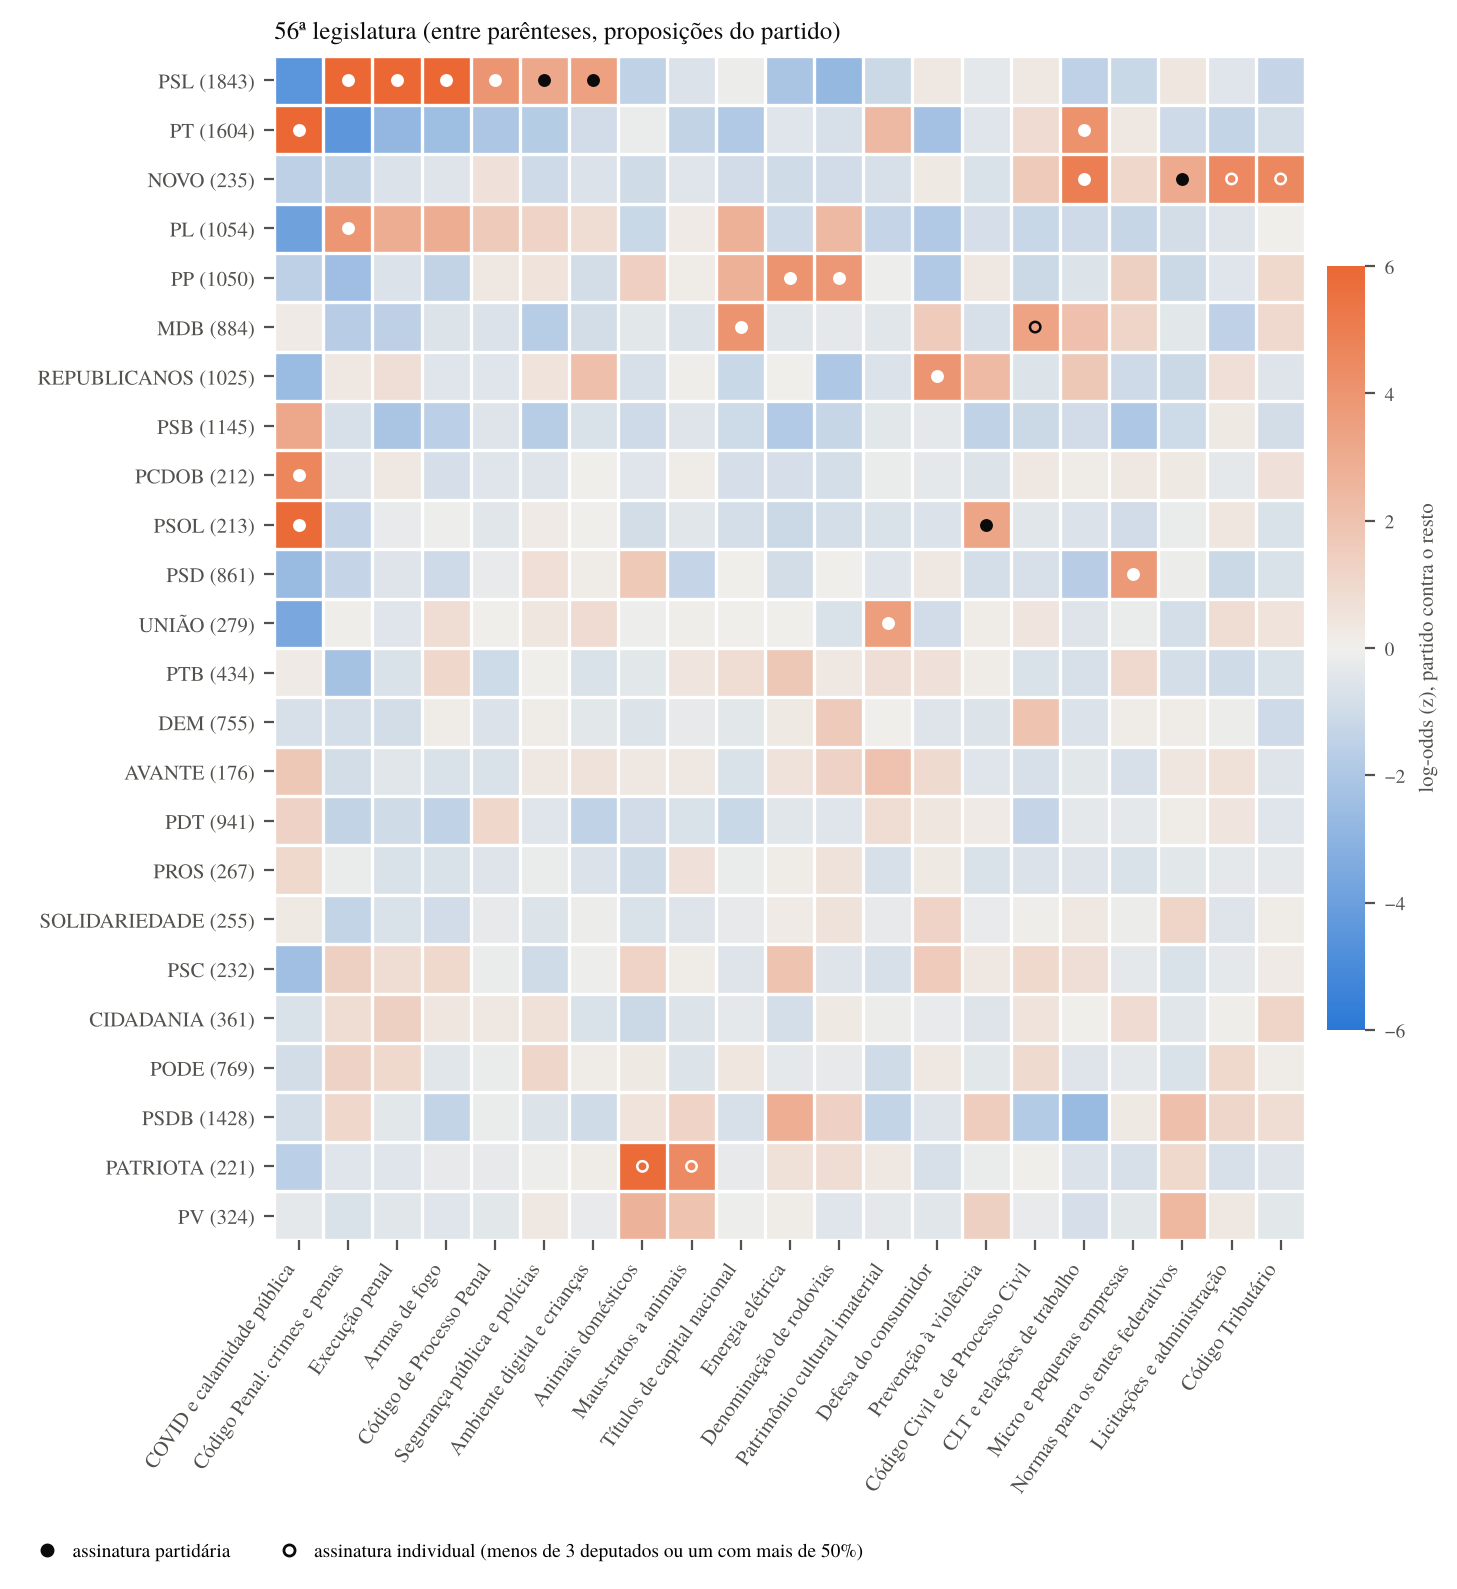 56ª legislatura (entre parênteses, proposições do partido)
PSL (1843)
PT (1604)
NOVO (235)
PL (1054)
PP (1050)
MDB (884)
REPUBLICANOS (1025)
PSB (1145)
PCDOB (212)
PSOL (213)
PSD (861)
UNIÃO (279)
PTB (434)
DEM (755)
AVANTE (176)
PDT (941)
PROS (267)
SOLIDARIEDADE (255)
PSC (232)
CIDADANIA (361)
PODE (769)
PSDB (1428)
PATRIOTA (221)
PV (324)
COVID e calamidade pública
Código Penal: crimes e penas
Execução penal
Armas de fogo
Código de Processo Penal
Segurança pública e polícias
Ambiente digital e crianças
Animais domésticos
Maus-tratos a animais
Títulos de capital nacional
Energia elétrica
Denominação de rodovias
Patrimônio cultural imaterial
Defesa do consumidor
Prevenção à violência
Código Civil e de Processo Civil
CLT e relações de trabalho
Micro e pequenas empresas
Normas para os entes federativos
Licitações e administração
Código Tributário
6
4
2
0
−2
−4
−6
log-odds (z), partido contra o resto
assinatura partidária
assinatura individual (menos de 3 deputados ou um com mais de 50%)